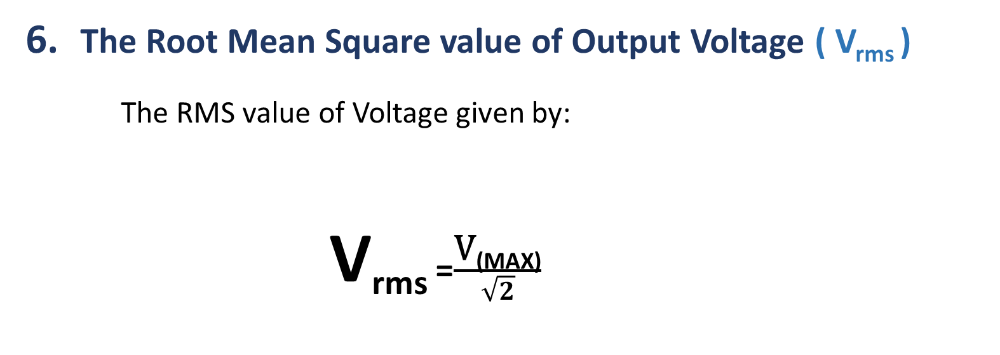 6. The Root Mean Square value of Output Voltage ( Vrms )
The RMS value of Voltage given by:
Vrms = V(MAX) / √2